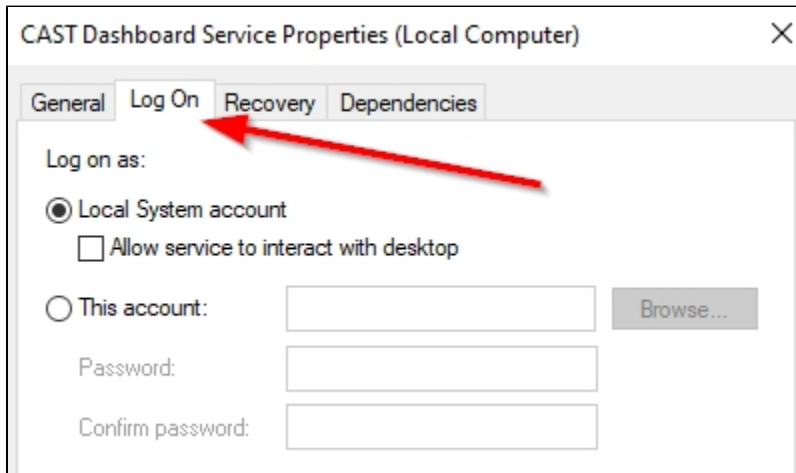 CAST Dashboard Service Properties (Local Computer)
General Log On Recovery Dependencies
Log on as:
Local System account
Allow service to interact with desktop
This account: Browse...
Password:
Confirm password: